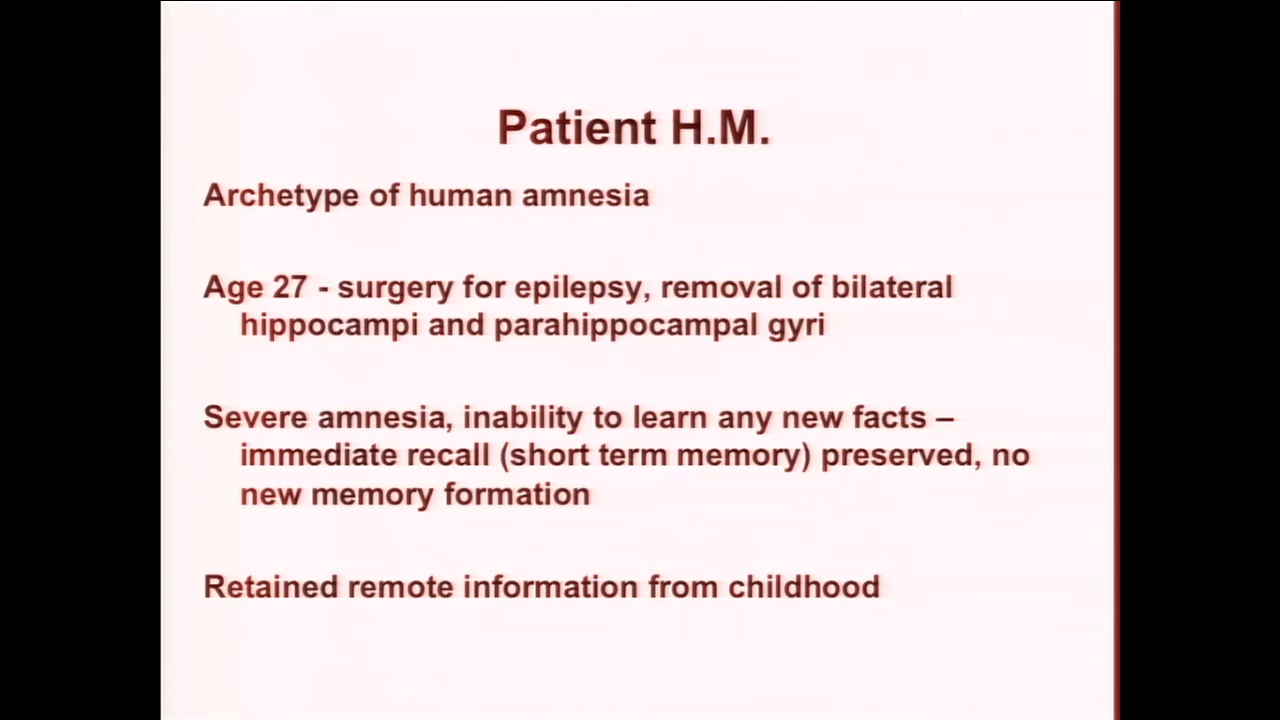 Patient H.M.
Archetype of human amnesia
Age 27 - surgery for epilepsy, removal of bilateral
hippocampi and parahippocampal gyri
Severe amnesia, inability to learn any new facts –
immediate recall (short term memory) preserved, no
new memory formation
Retained remote information from childhood